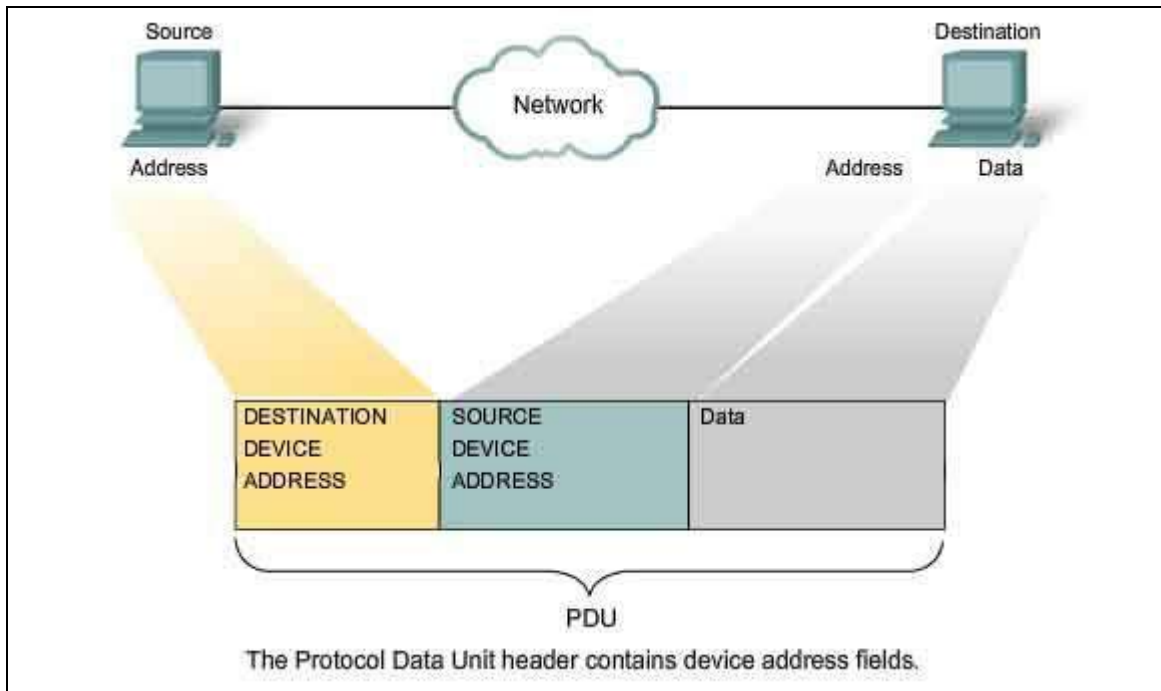 Source
Destination
Network
Address
Address
Data
DESTINATION
DEVICE
ADDRESS
SOURCE
DEVICE
ADDRESS
Data
PDU
The Protocol Data Unit header contains device address fields.